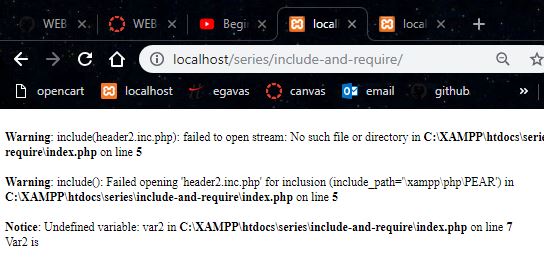 WEB
WEB
Begi
local
local
localhost/series/include-and-require/
opencart
localhost
egavas
canvas
email
github
»
Warning: include(header2.inc.php): failed to open stream: No such file or directory in C:\XAMPP\htdocs\serie
require\index.php on line 5
Warning: include(): Failed opening 'header2.inc.php' for inclusion (include_path='\xampp\php\PEAR') in
C:\XAMPP\htdocs\series\include-and-require\index.php on line 5
Notice: Undefined variable: var2 in C:\XAMPP\htdocs\series\include-and-require\index.php on line 7
Var2 is